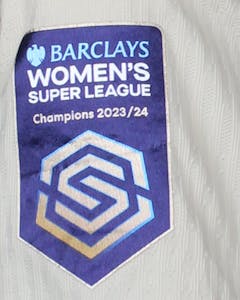 BARCLAYS
WOMEN'S
SUPER LEAGUE
Champions 2023/24